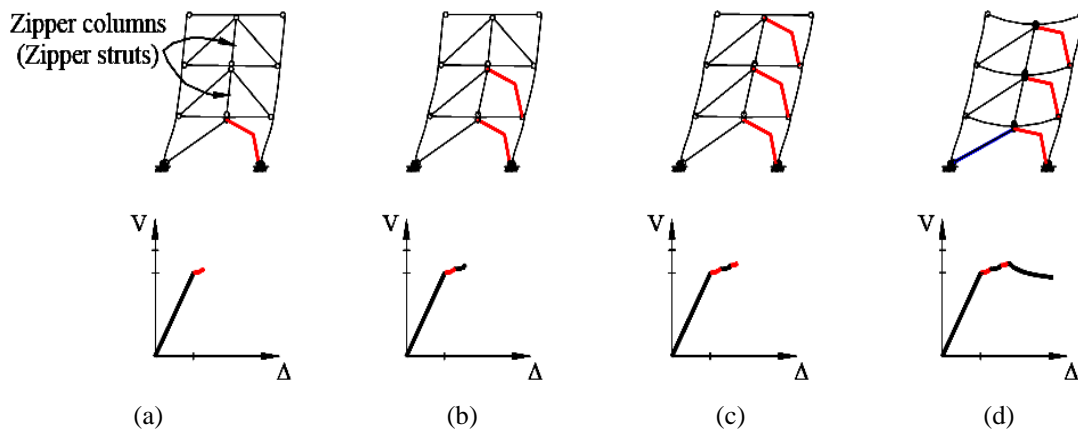 Zipper columns
(Zipper struts)
V
Δ
V
Δ
V
Δ
V
Δ
(a)
(b)
(c)
(d)